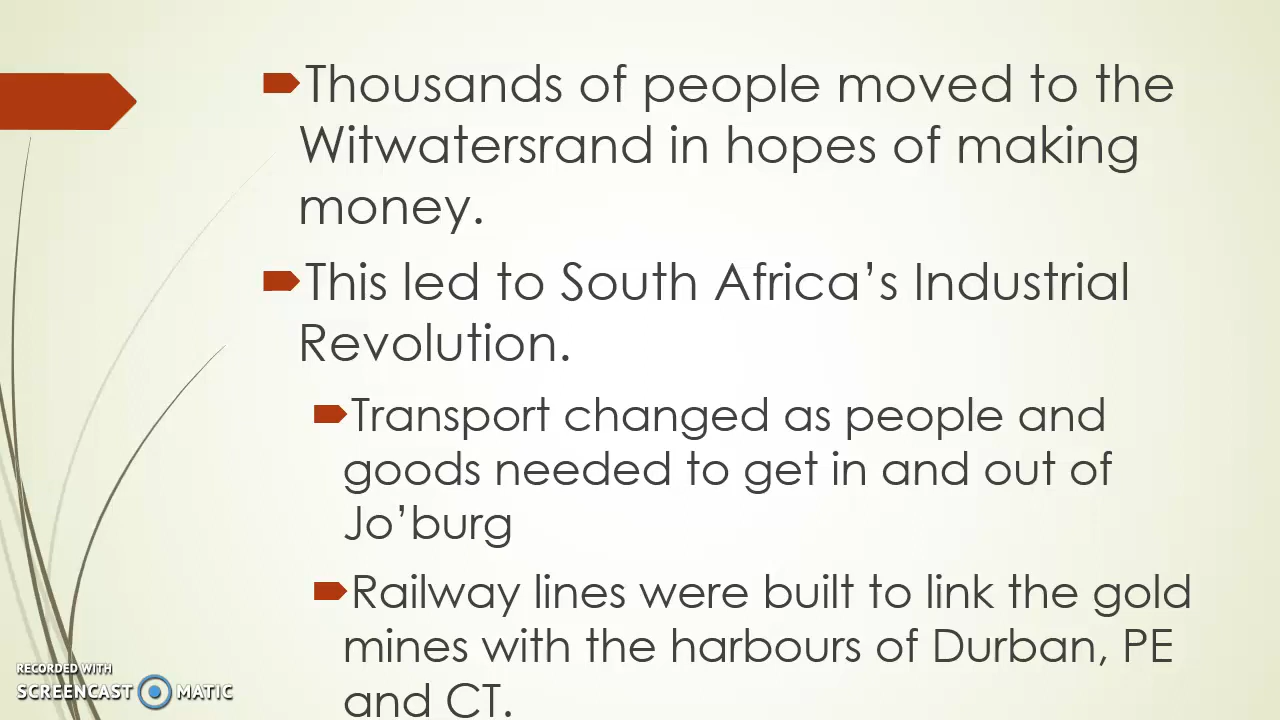 Thousands of people moved to the
Witwatersrand in hopes of making
money.
This led to South Africa’s Industrial
Revolution.
Transport changed as people and
goods needed to get in and out of
Jo’burg
Railway lines were built to link the gold
mines with the harbours of Durban, PE
and CT.
RECORDED WITH
SCREENCAST MATIC